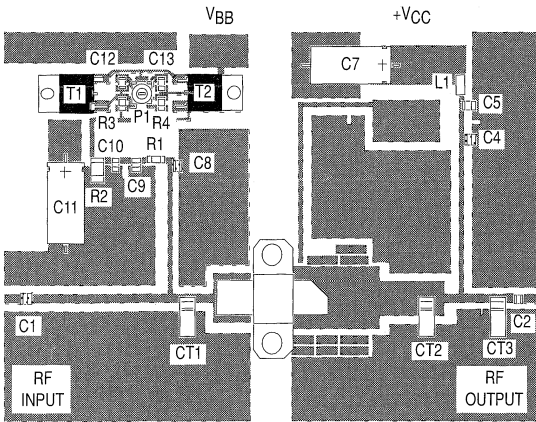 VBB
+VCC
C12
C13
C7
T1
T2
L1
P1
R3
R4
C5
C4
C10
R1
C8
C9
R2
C11
C1
CT1
CT2
CT3
C2
RF
INPUT
RF
OUTPUT
+